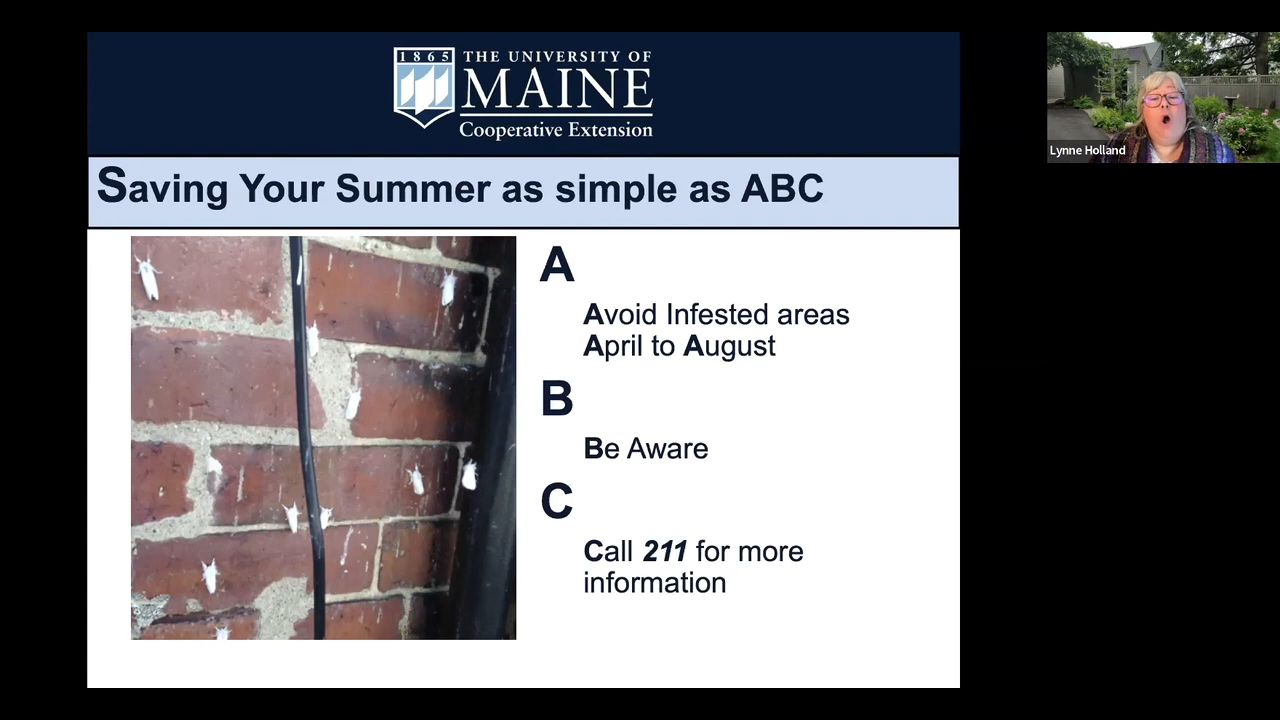 1865
THE UNIVERSITY OF
MAINE
Cooperative Extension
Saving Your Summer as simple as ABC
A
Avoid Infested areas
April to August
B
Be Aware
C
Call 211 for more
information
Lynne Holland